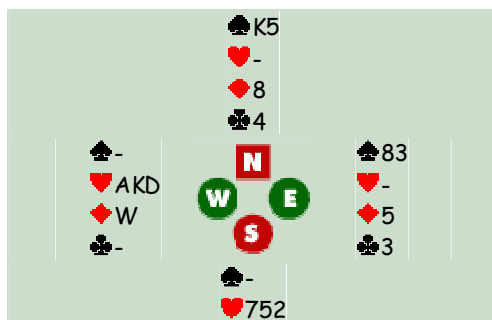 ♠K5
♥-
♦8
♣4
♠- N ♠83
♥AKD W E ♥-
♦W S ♦5
♣- ♣3
♠-
♥752